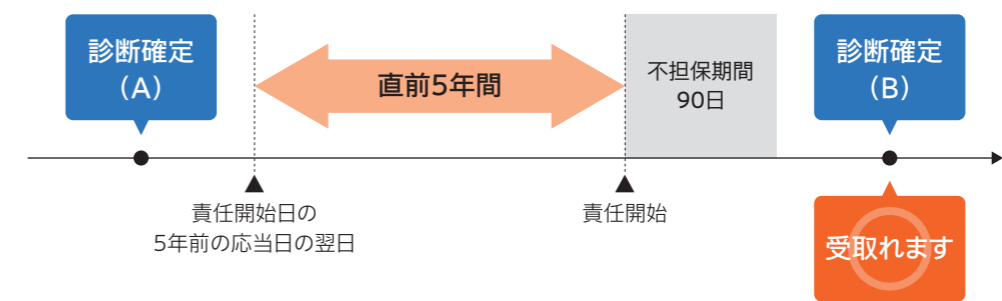 診断確定
（A）
直前5年間
不担保期間
90日
診断確定
（B）
責任開始日の
5年前の応当日の翌日
責任開始
受取れます